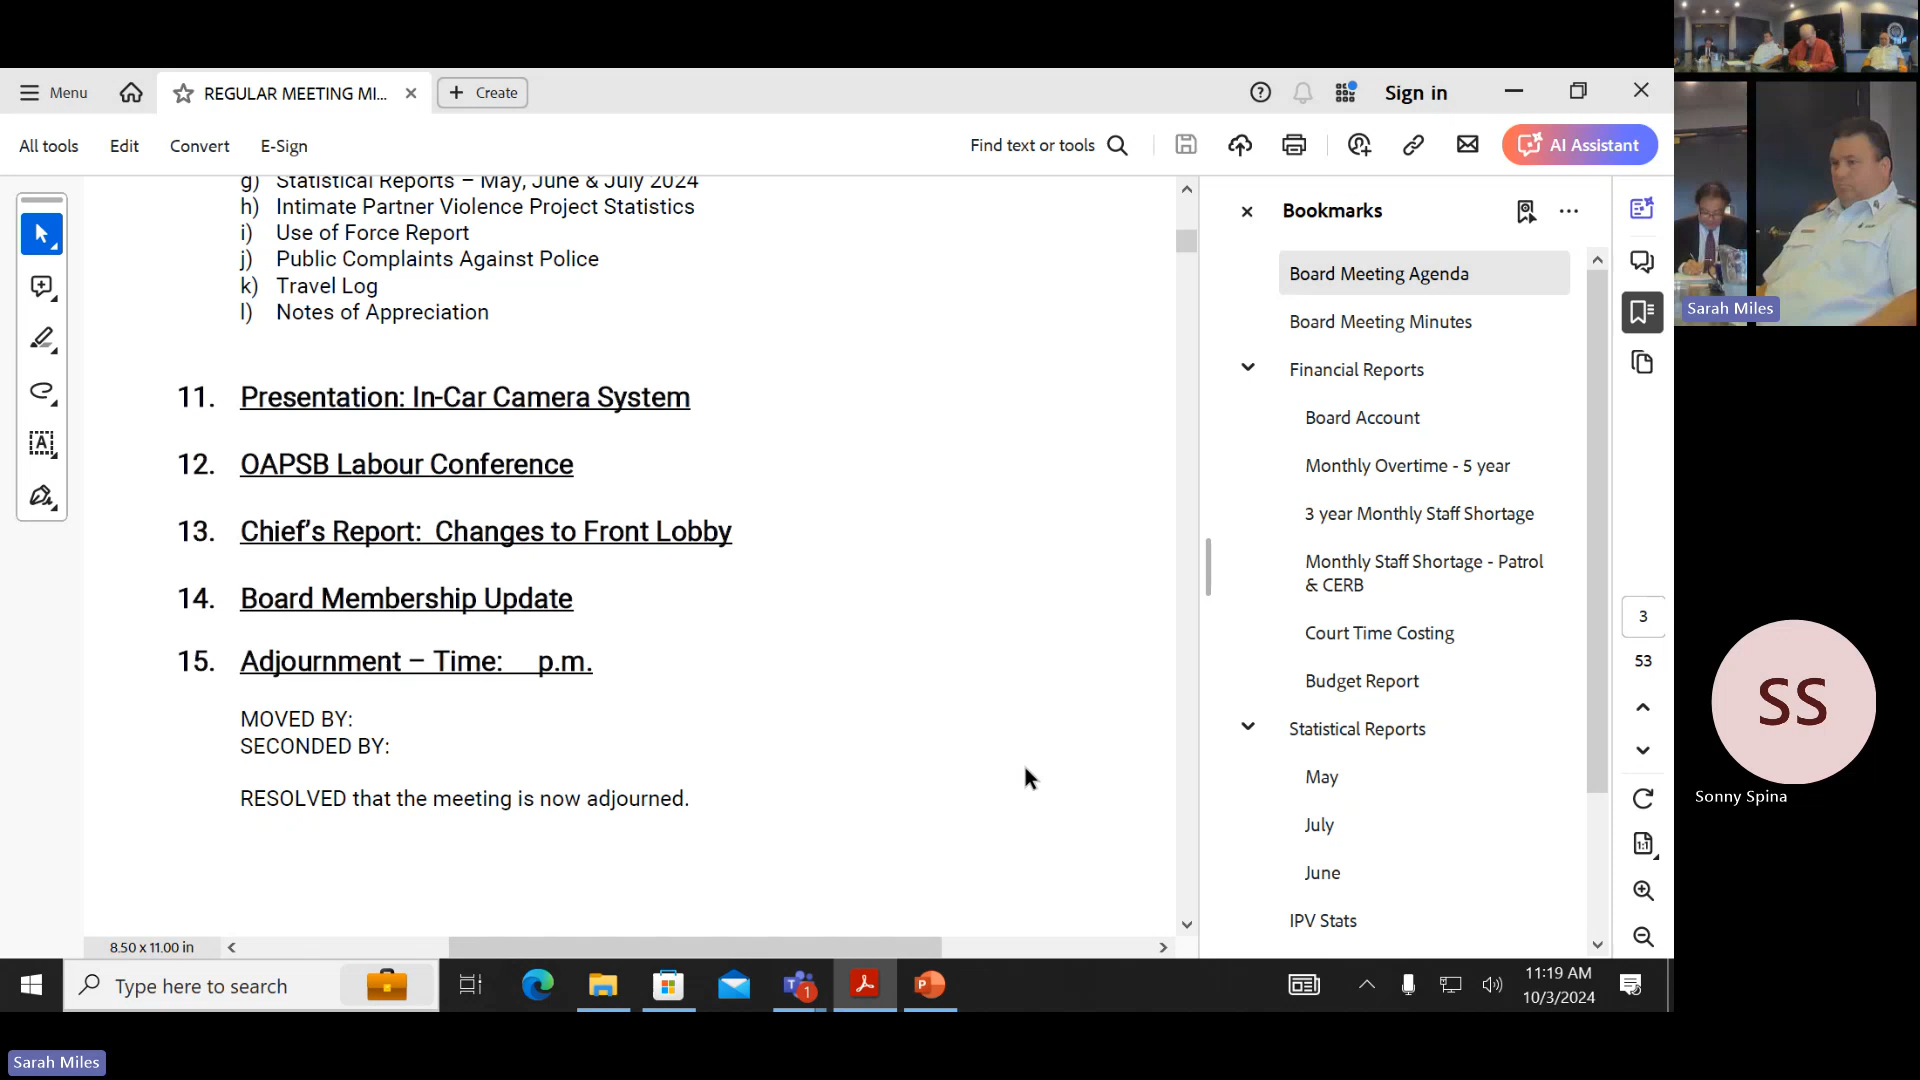 Menu
REGULAR MEETING MI...
Create
Sign in
All tools
Edit
Convert
E-Sign
Find text or tools
AI Assistant
g) Statistical Reports – May, June & July 2024
h) Intimate Partner Violence Project Statistics
i) Use of Force Report
j) Public Complaints Against Police
k) Travel Log
l) Notes of Appreciation
11. Presentation: In-Car Camera System
12. OAPSB Labour Conference
13. Chief's Report: Changes to Front Lobby
14. Board Membership Update
15. Adjournment – Time: p.m.
MOVED BY:
SECONDED BY:
RESOLVED that the meeting is now adjourned.
8.50 x 11.00 in
Bookmarks
Board Meeting Agenda
Board Meeting Minutes
Financial Reports
Board Account
Monthly Overtime - 5 year
3 year Monthly Staff Shortage
Monthly Staff Shortage - Patrol
& CERB
Court Time Costing
Budget Report
Statistical Reports
May
July
June
IPV Stats
3
53
1:1
Type here to search
1
11:19 AM
10/3/2024
Sarah Miles
SS
Sonny Spina
Sarah Miles